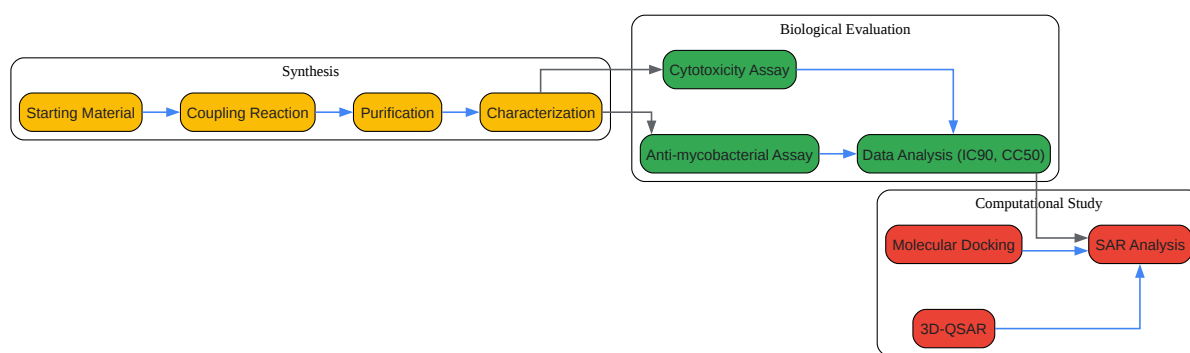 Synthesis
Starting Material
Coupling Reaction
Purification
Characterization
Biological Evaluation
Cytotoxicity Assay
Anti-mycobacterial Assay
Data Analysis (IC90, CC50)
Computational Study
Molecular Docking
SAR Analysis
3D-QSAR